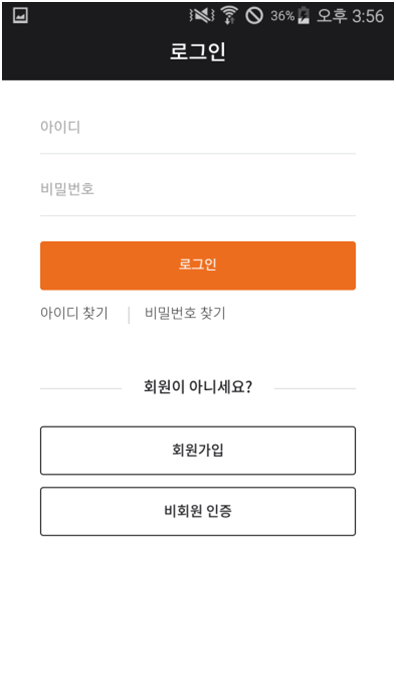 36% 오후 3:56
로그인
아이디
비밀번호
로그인
아이디 찾기 | 비밀번호 찾기
회원이 아니세요?
회원가입
비회원 인증